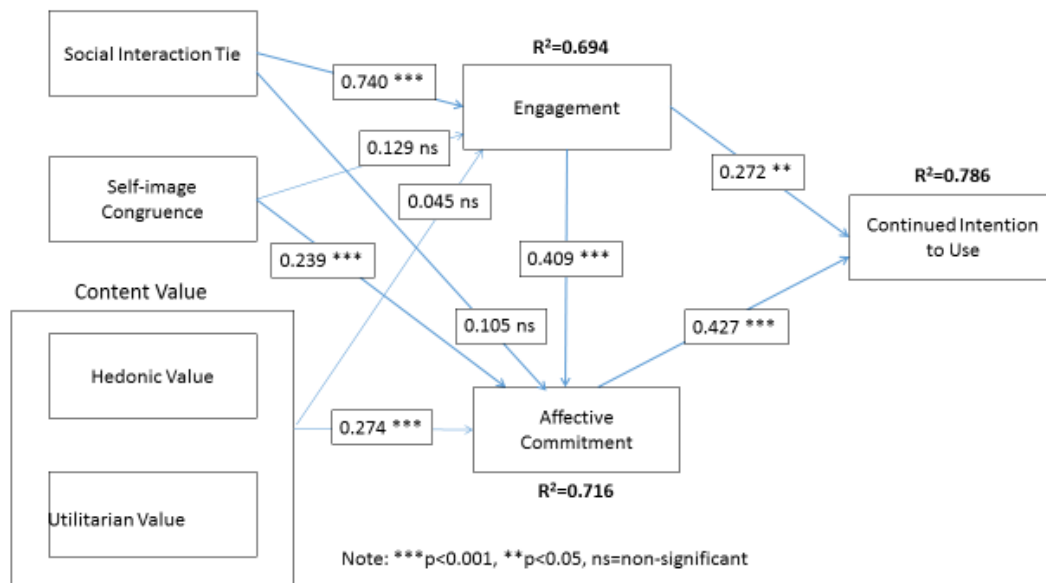 Social Interaction Tie
R²=0.694
0.740 ***
Engagement
0.129 ns
0.272 **
R²=0.786
Self-image
Congruence
0.045 ns
Continued Intention
to Use
0.239 ***
0.409 ***
Content Value
0.105 ns
0.427 ***
Hedonic Value
0.274 ***
Affective
Commitment
R²=0.716
Utilitarian Value
Note: ***p<0.001, **p<0.05, ns=non-significant